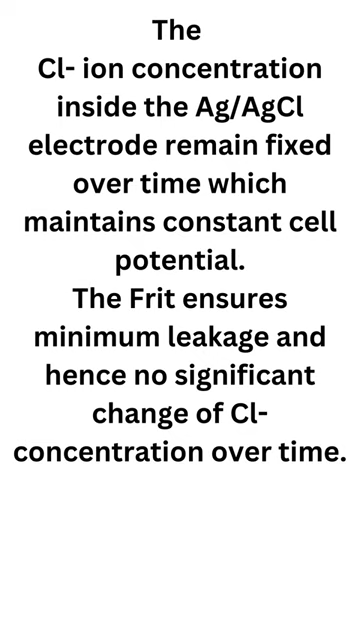 The
Cl- ion concentration
inside the Ag/AgCl
electrode remain fixed
over time which
maintains constant cell
potential.
The Frit ensures
minimum leakage and
hence no significant
change of Cl-
concentration over time.